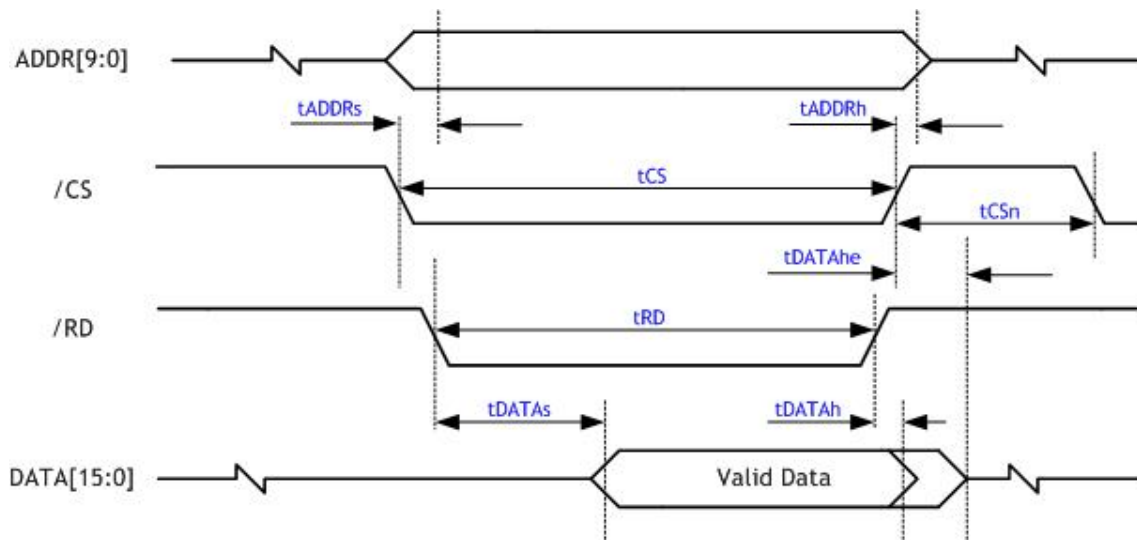 ADDR[9:0]
tADDRs
tADDRh
/CS
tCS
tCSn
tDATAhe
/RD
tRD
tDATAs
tDATAh
DATA[15:0]
Valid Data